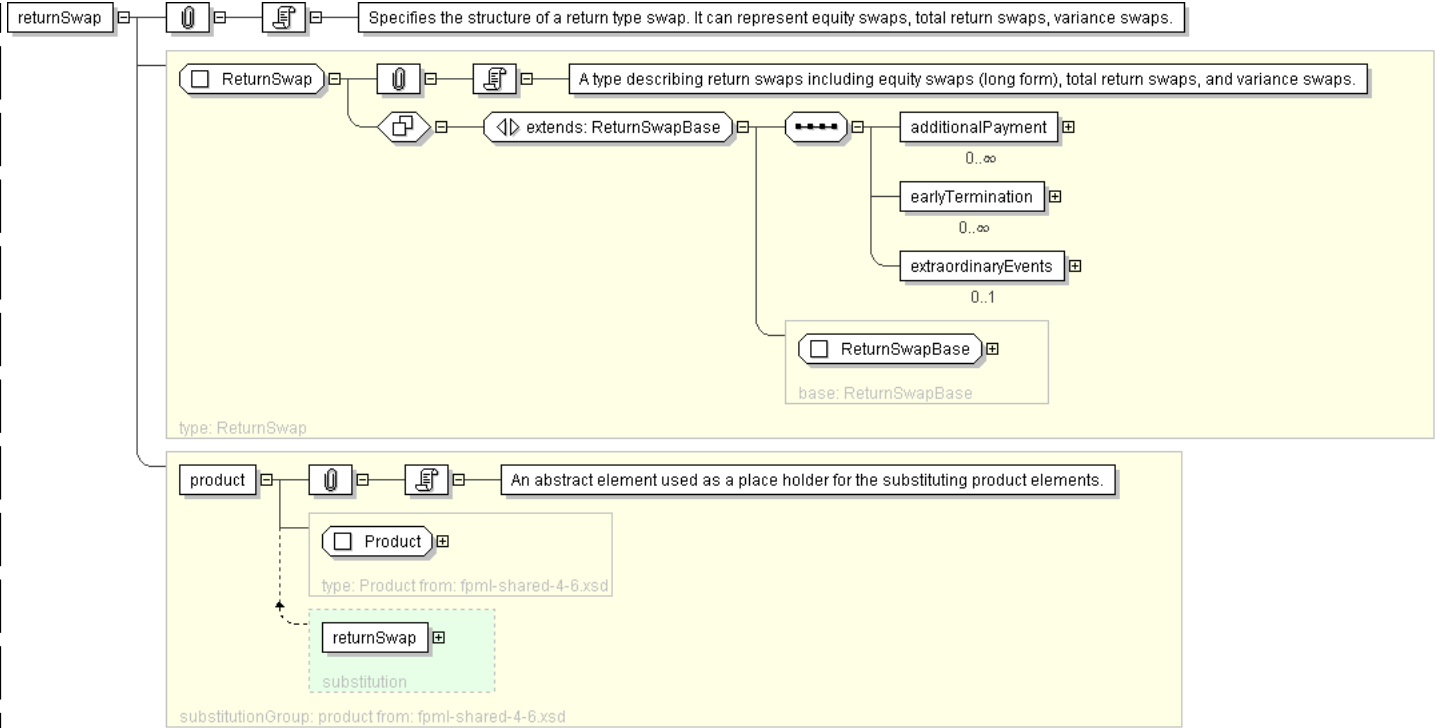 returnSwap
Specifies the structure of a return type swap. It can represent equity swaps, total return swaps, variance swaps.
ReturnSwap
A type describing return swaps including equity swaps (long form), total return swaps, and variance swaps.
extends: ReturnSwapBase
additionalPayment
0..∞
earlyTermination
0..∞
extraordinaryEvents
0..1
ReturnSwapBase
base: ReturnSwapBase
type: ReturnSwap
product
An abstract element used as a place holder for the substituting product elements.
Product
type: Product from: fpml-shared-4-6.xsd
returnSwap
substitution
substitutionGroup: product from: fpml-shared-4-6.xsd